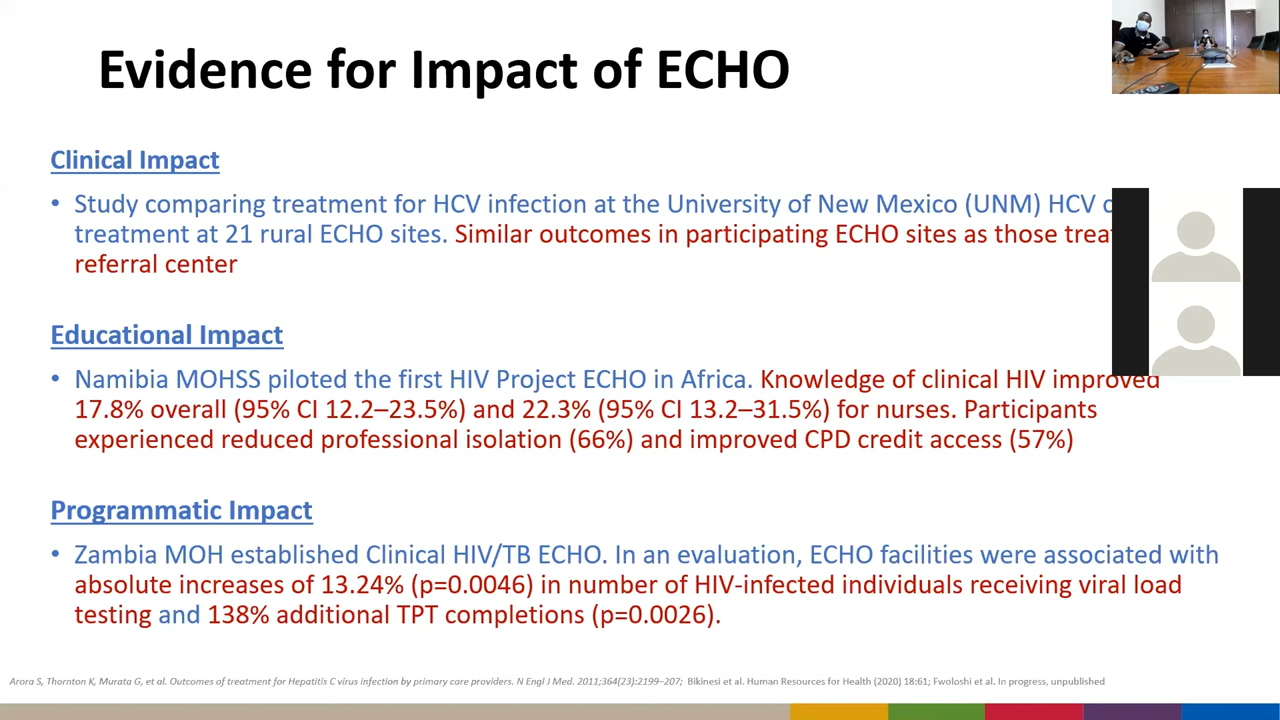 Evidence for Impact of ECHO
Clinical Impact
• Study comparing treatment for HCV infection at the University of New Mexico (UNM) HCV
treatment at 21 rural ECHO sites. Similar outcomes in participating ECHO sites as those
referral center
Educational Impact
• Namibia MOHSS piloted the first HIV Project ECHO in Africa. Knowledge of clinical HIV improved
17.8% overall (95% CI 12.2–23.5%) and 22.3% (95% CI 13.2–31.5%) for nurses. Participants
experienced reduced professional isolation (66%) and improved CPD credit access (57%)
Programmatic Impact
• Zambia MOH established Clinical HIV/TB ECHO. In an evaluation, ECHO facilities were associated with
absolute increases of 13.24% (p=0.0046) in number of HIV-infected individuals receiving viral load
testing and 138% additional TPT completions (p=0.0026).
Arora S, Thornton K, Murata G, et al. Outcomes of treatment for Hepatitis C virus infection by primary care providers. N Engl J Med. 2011;364(23):2199–207; Bikinesi et al. Human Resources for Health (2020) 18:61; Fwoloshi et al. In progress, unpublished